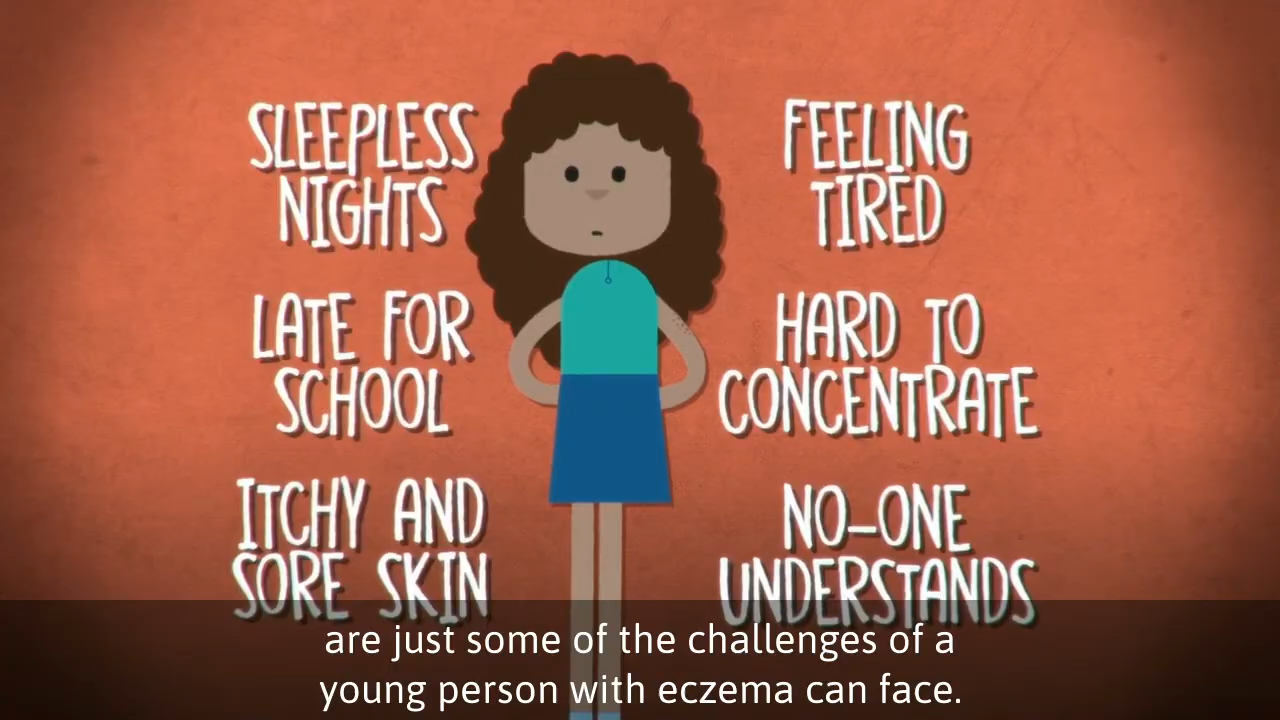 SLEEPLESS
NIGHTS
LATE FOR
SCHOOL
ITCHY AND
SORE SKIN
FEELING
TIRED
HARD TO
CONCENTRATE
NO-ONE
UNDERSTANDS
are just some of the challenges of a
young person with eczema can face.